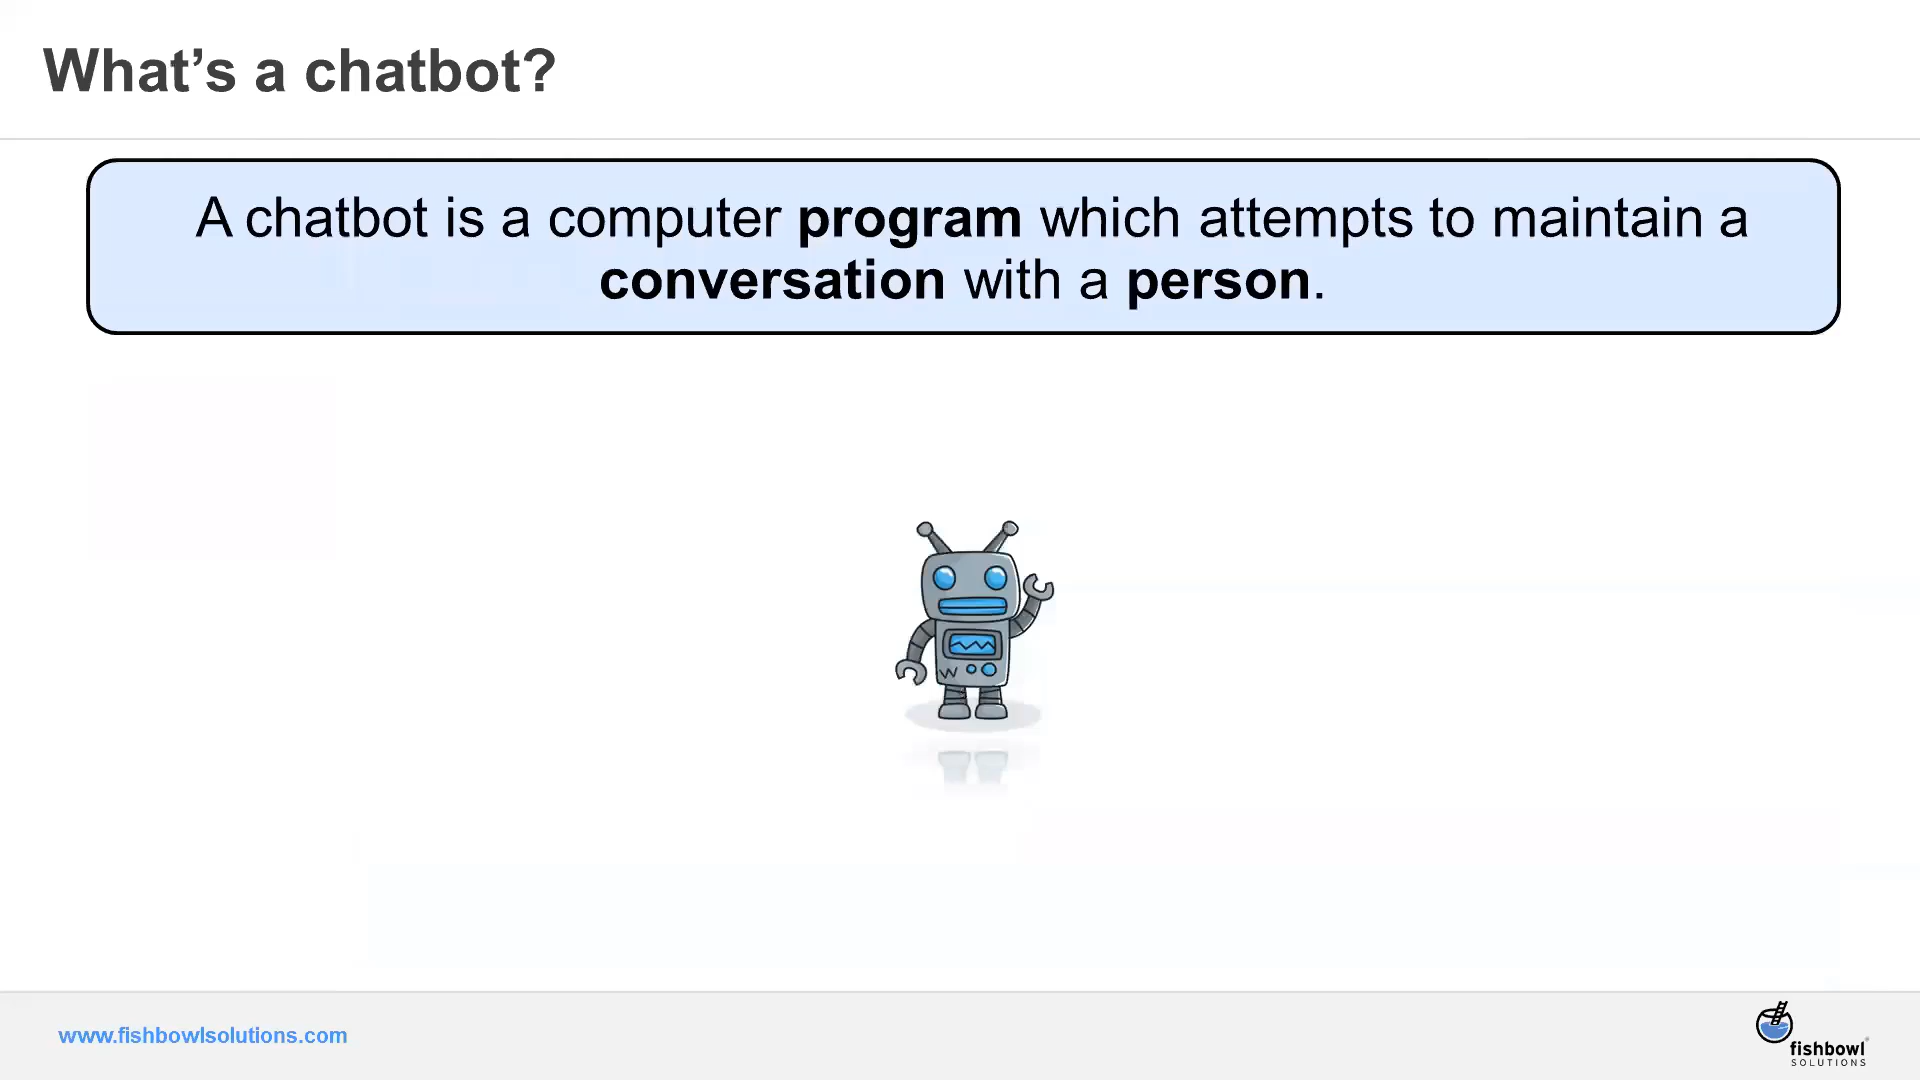 What’s a chatbot?
A chatbot is a computer program which attempts to maintain a
conversation with a person.
www.fishbowlsolutions.com
fishbowl
SOLUTIONS